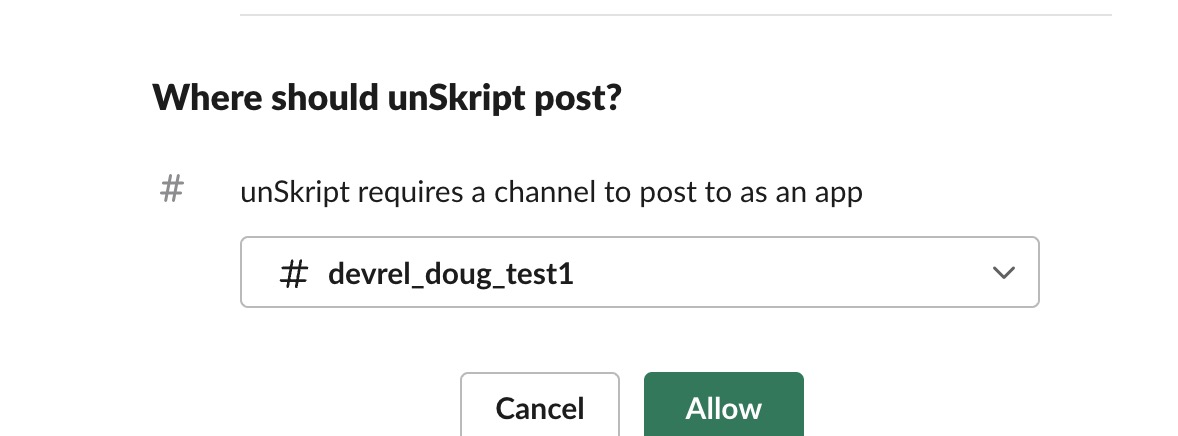 Where should unSkript post?
# unSkript requires a channel to post to as an app
# devrel_doug_test1
Cancel Allow